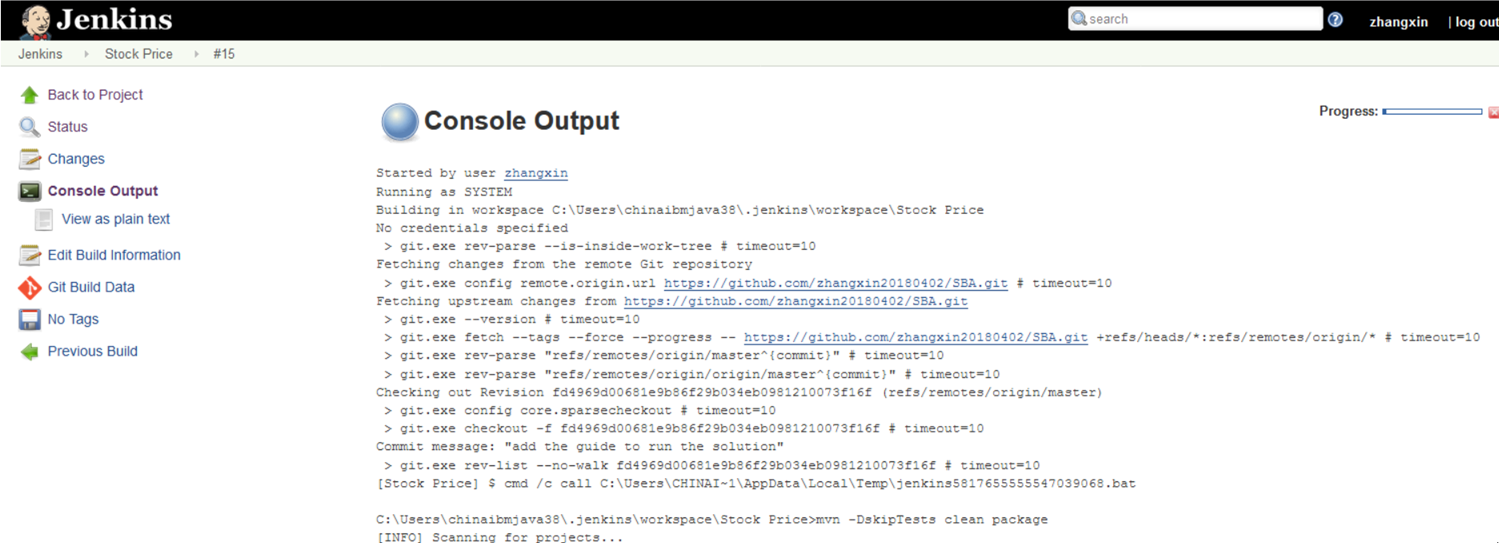 Jenkins
search
zhangxin | log out
Jenkins Stock Price #15
Back to Project
Status
Changes
Console Output
View as plain text
Edit Build Information
Git Build Data
No Tags
Previous Build
Console Output
Progress:
Started by user zhangxin
Running as SYSTEM
Building in workspace C:\Users\chinaibmjava38\.jenkins\workspace\Stock Price
No credentials specified
> git.exe rev-parse --is-inside-work-tree # timeout=10
Fetching changes from the remote Git repository
> git.exe config remote.origin.url https://github.com/zhangxin20180402/SBA.git # timeout=10
Fetching upstream changes from https://github.com/zhangxin20180402/SBA.git
> git.exe --version # timeout=10
> git.exe fetch --tags --force --progress -- https://github.com/zhangxin20180402/SBA.git +refs/heads/*:refs/remotes/origin/* # timeout=10
> git.exe rev-parse "refs/remotes/origin/master^{commit}" # timeout=10
> git.exe rev-parse "refs/remotes/origin/origin/master^{commit}" # timeout=10
Checking out Revision fd4969d00681e9b86f29b034eb0981210073f16f (refs/remotes/origin/master)
> git.exe config core.sparsecheckout # timeout=10
> git.exe checkout -f fd4969d00681e9b86f29b034eb0981210073f16f # timeout=10
Commit message: "add the guide to run the solution"
> git.exe rev-list --no-walk fd4969d00681e9b86f29b034eb0981210073f16f # timeout=10
[Stock Price] $ cmd /c call C:\Users\CHINAI~1\AppData\Local\Temp\jenkins5817655555547039068.bat
C:\Users\chinaibmjava38\.jenkins\workspace\Stock Price>mvn -DskipTests clean package
[INFO] Scanning for projects...